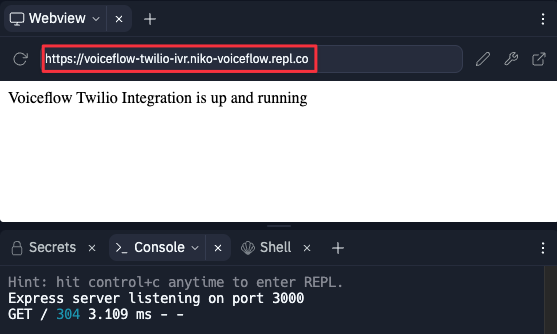 Webview
https://voiceflow-twilio-ivr.niko-voiceflow.repl.co
Voiceflow Twilio Integration is up and running
Secrets Console Shell
Hint: hit control+c anytime to enter REPL.
Express server listening on port 3000
GET / 304 3.109 ms - -